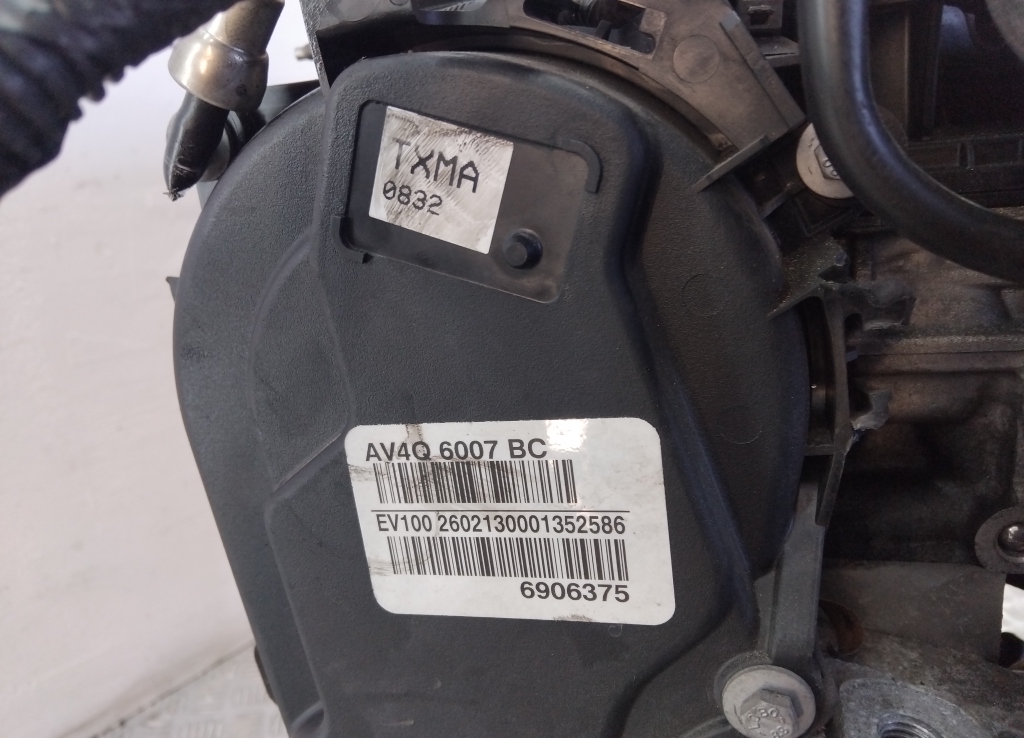 TXMA
0832
AV4Q 6007 BC
EV100 2602130001352586
6906375